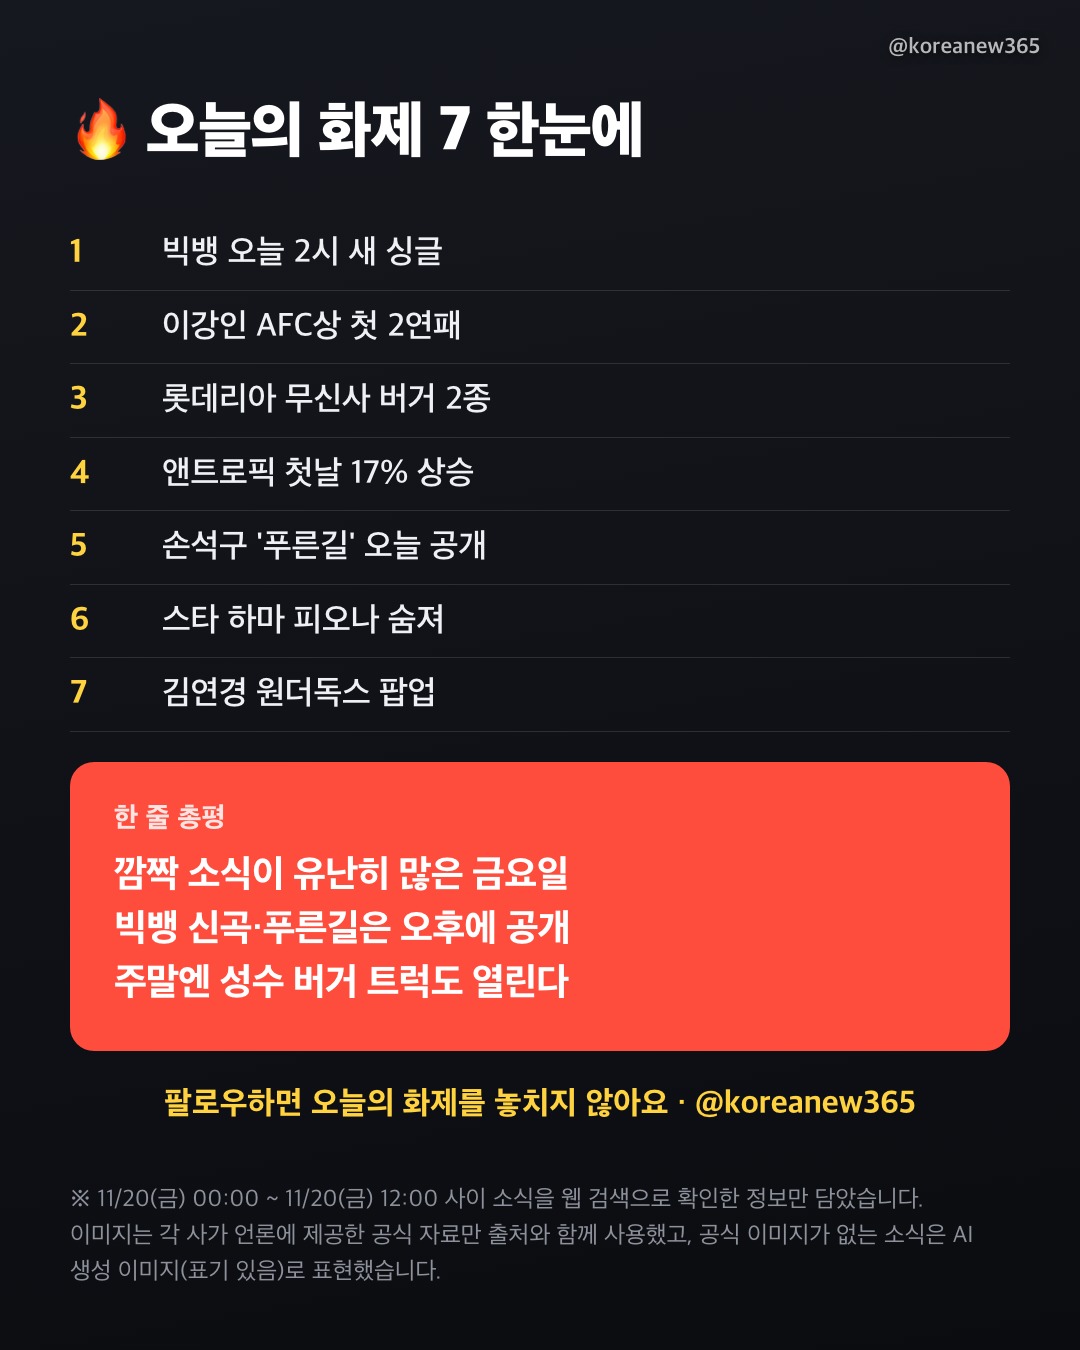 @koreanew365
🔥 오늘의 화제 7 한눈에
1 빅뱅 오늘 2시 새 싱글
2 이강인 AFC상 첫 2연패
3 롯데리아 무신사 버거 2종
4 앤트로픽 첫날 17% 상승
5 손석구 '푸른길' 오늘 공개
6 스타 하마 피오나 숨져
7 김연경 원더독스 팝업
한 줄 총평
깜짝 소식이 유난히 많은 금요일
빅뱅 신곡·푸른길은 오후에 공개
주말엔 성수 버거 트럭도 열린다
팔로우하면 오늘의 화제를 놓치지 않아요 · @koreanew365
※ 11/20(금) 00:00 ~ 11/20(금) 12:00 사이 소식을 웹 검색으로 확인한 정보만 담았습니다.
이미지는 각 사가 언론에 제공한 공식 자료만 출처와 함께 사용했고, 공식 이미지가 없는 소식은 AI
생성 이미지(표기 있음)로 표현했습니다.